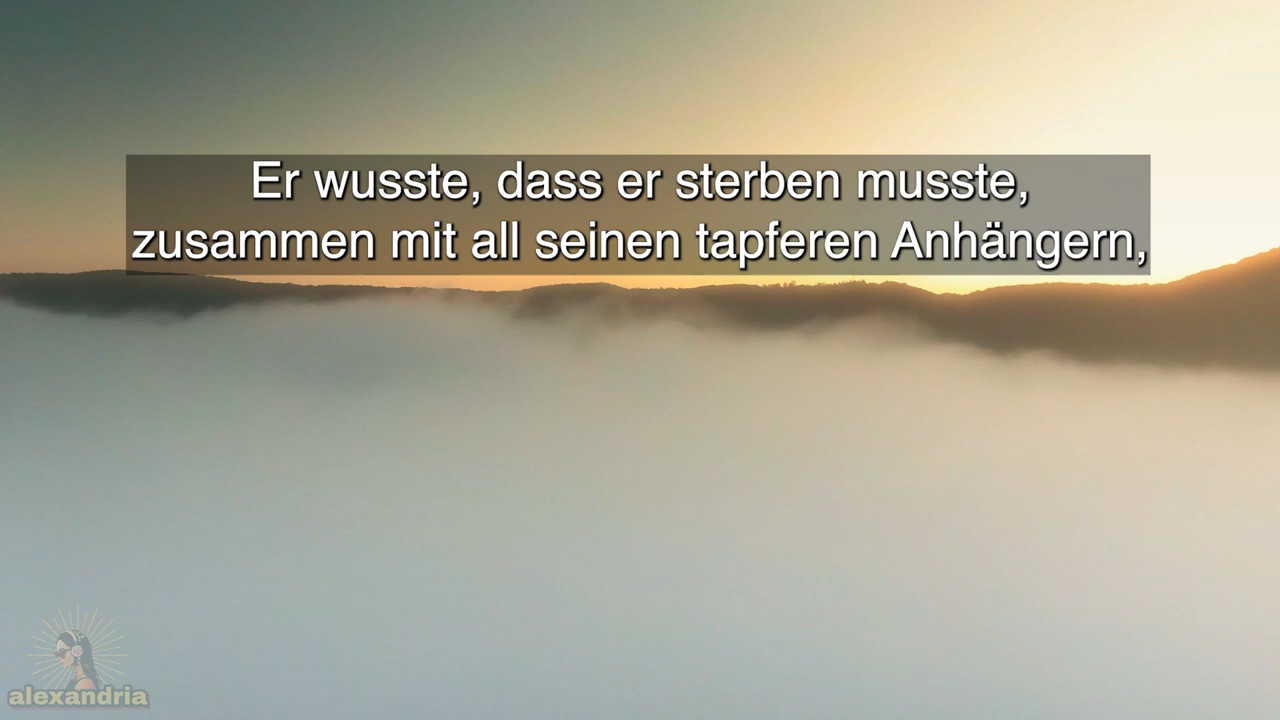 Er wusste, dass er sterben musste,
zusammen mit all seinen tapferen Anhängern,
alexandria